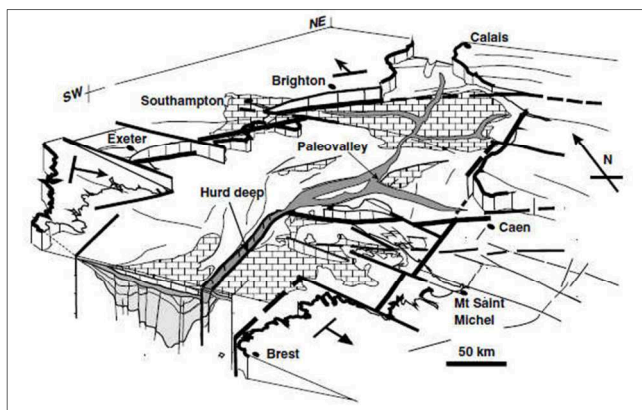 NE
Calais
SW
Brighton
Southampton
Exeter
Paleovalley
N
Hurd deep
Caen
Mt Saint
Michel
50 km
Brest